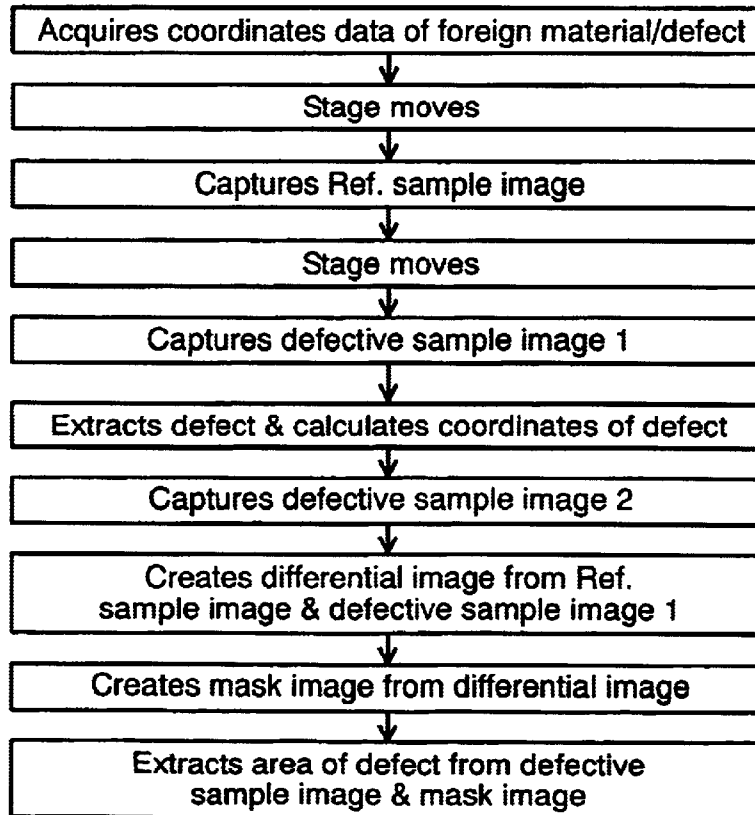 Acquires coordinates data of foreign material/defect
Stage moves
Captures Ref. sample image
Stage moves
Captures defective sample image 1
Extracts defect & calculates coordinates of defect
Captures defective sample image 2
Creates differential image from Ref.
sample image & defective sample image 1
Creates mask image from differential image
Extracts area of defect from defective
sample image & mask image